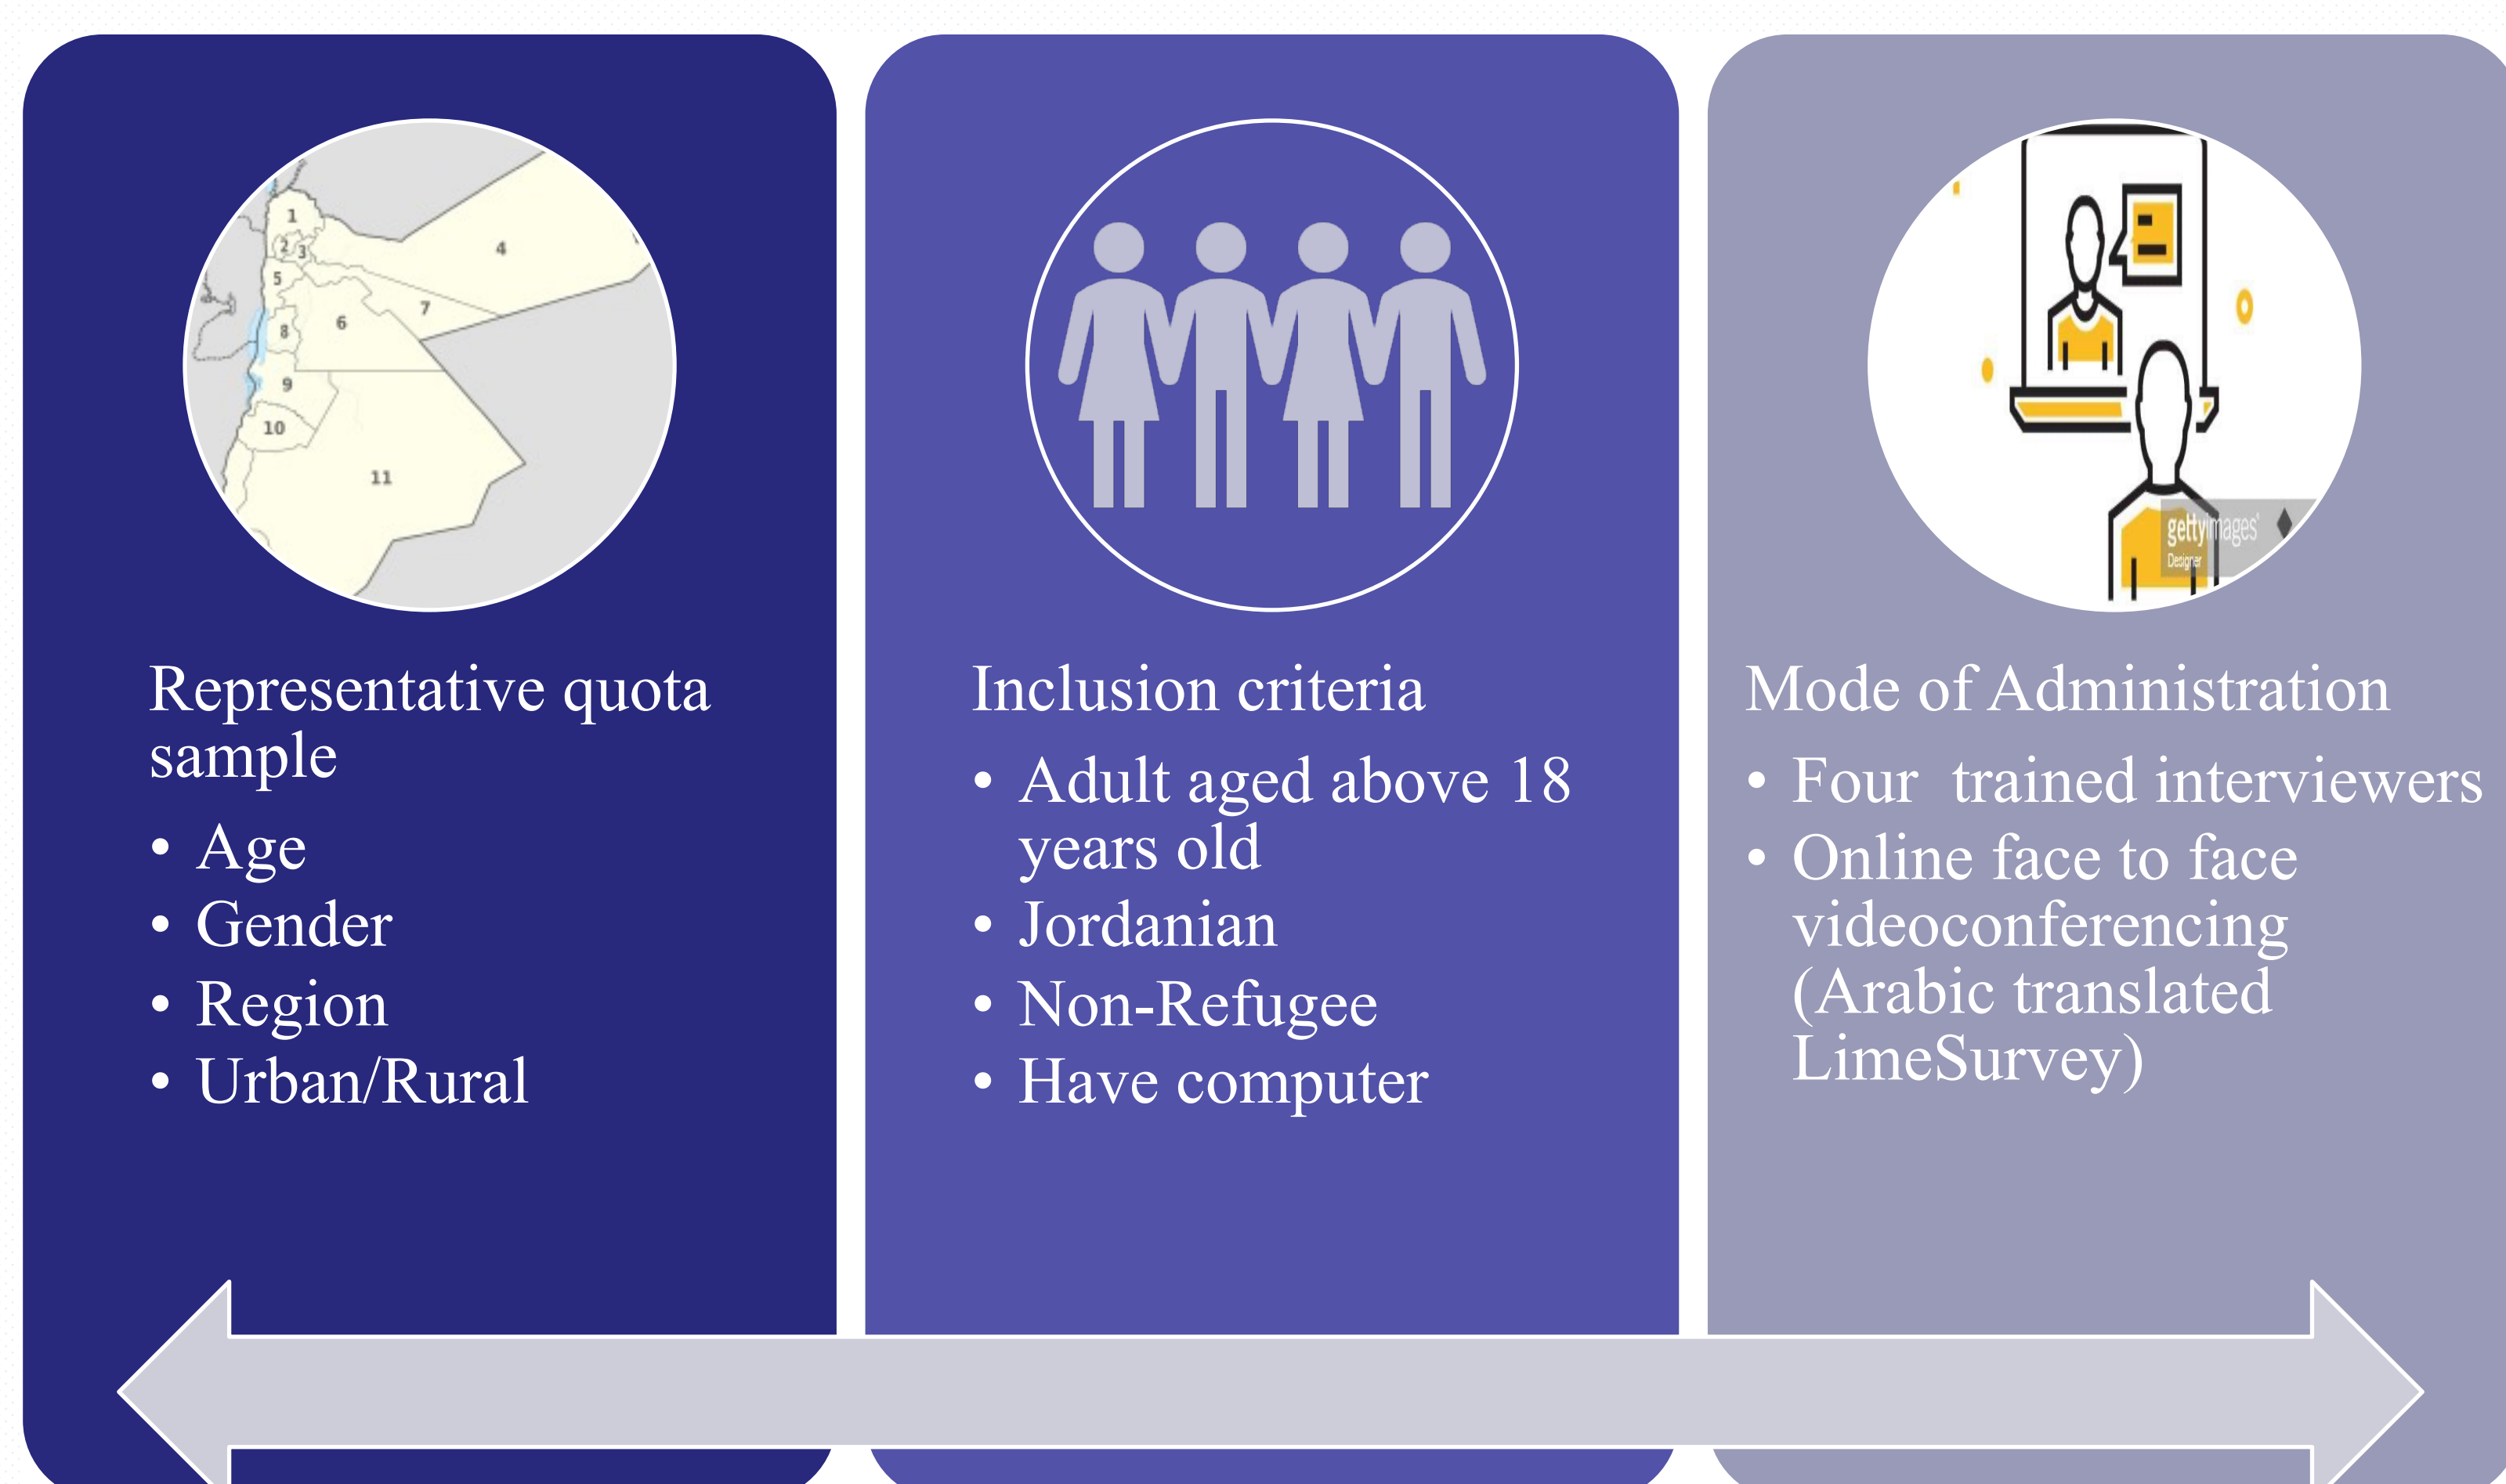 1
2
3
4
5
6
7
8
9
10
11
Representative quota
sample
• Age
• Gender
• Region
• Urban/Rural
Inclusion criteria
• Adult aged above 18
years old
• Jordanian
• Non-Refugee
• Have computer
gettyimages'
Designer
Mode of Administration
• Four  trained interviewers
• Online face to face
videoconferencing
(Arabic translated
LimeSurvey)